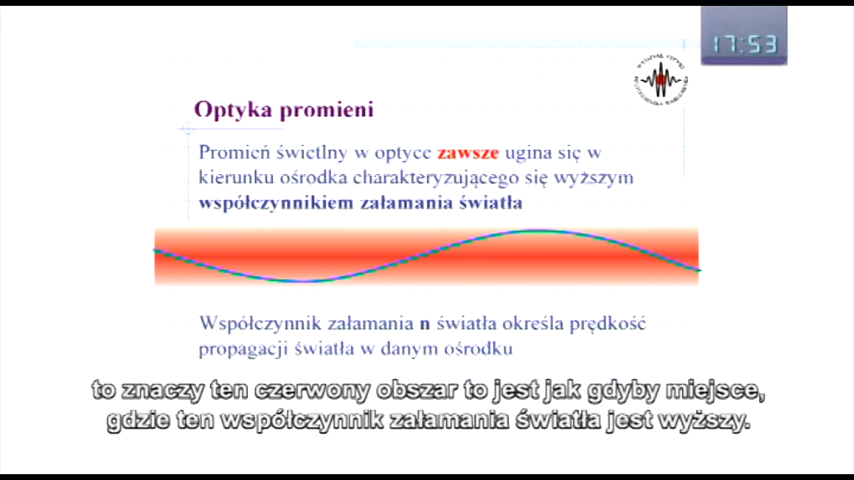 17:53
Optyka promieni
Promień świetlny w optyce zawsze ugina się w
kierunku ośrodka charakteryzującego się wyższym
współczynnikiem załamania światła
Współczynnik załamania n światła określa prędkość
propagacji światła w danym ośrodku
to znaczy ten czerwony obszar to jest jak gdyby miejsce,
gdzie ten współczynnik załamania światła jest wyższy.